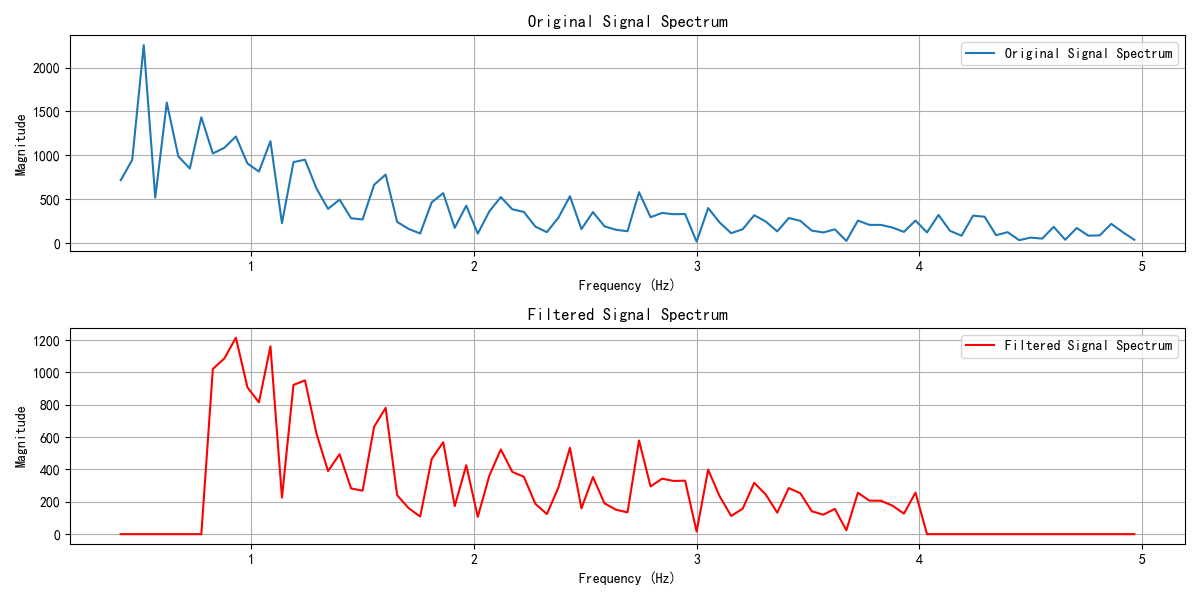 Original Signal Spectrum
Original Signal Spectrum
Magnitude
2000
1500
1000
500
0
1 2 3 4 5
Frequency (Hz)
Filtered Signal Spectrum
Filtered Signal Spectrum
Magnitude
1200
1000
800
600
400
200
0
1 2 3 4 5
Frequency (Hz)